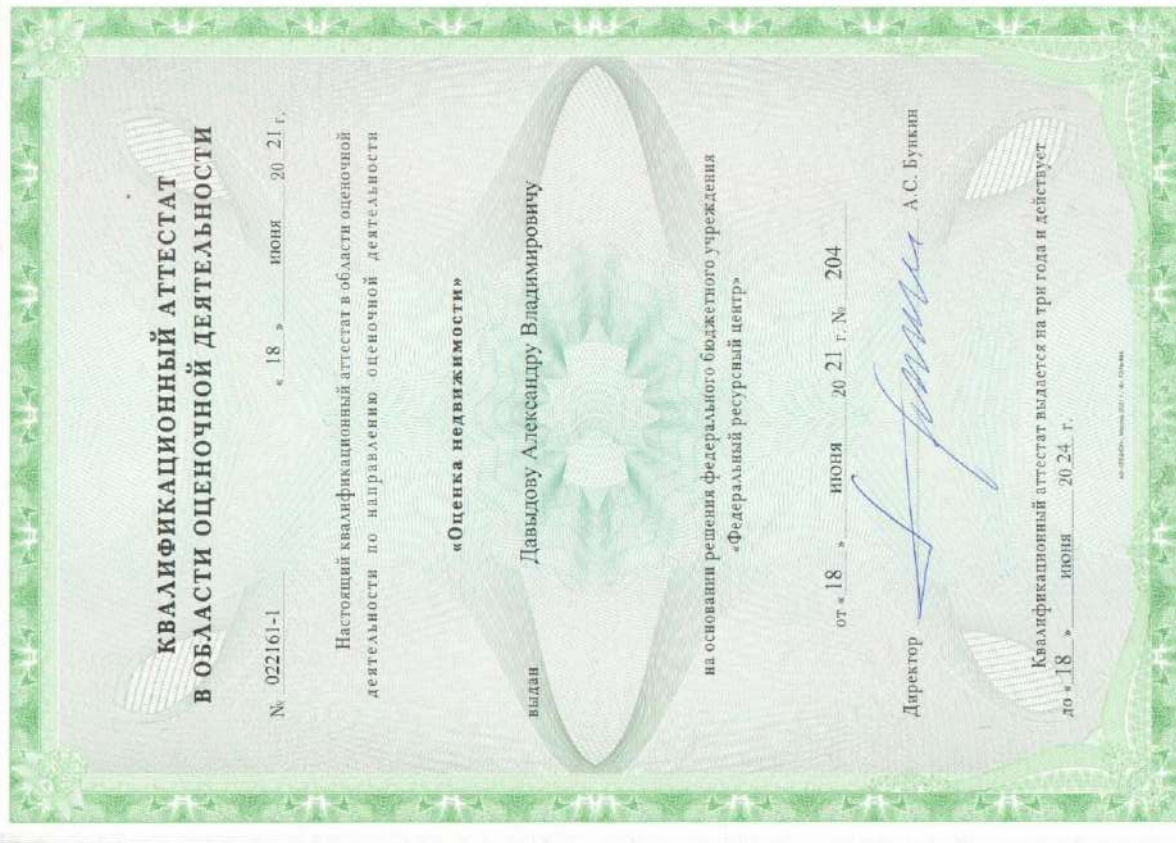 КВАЛИФИКАЦИОННЫЙ АТТЕСТАТ
В ОБЛАСТИ ОЦЕНОЧНОЙ ДЕЯТЕЛЬНОСТИ
№ 022161-1 « 18 » июня 20 21 г.
Настоящий квалификационный аттестат в области оценочной
деятельности по направлению оценочной деятельности
«Оценка недвижимости»
выдан Давыдову Александру Владимировичу
на основании решения федерального бюджетного учреждения
«Федеральный ресурсный центр»
от « 18 » июня 20 21 г. № 204
Директор А.С. Бункин
Квалификационный аттестат выдается на три года и действует
до « 18 » июня 20 24 г.